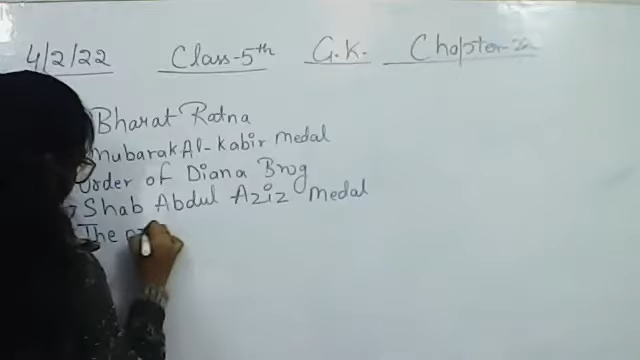 4/2/22 Class-5th G.K. Chapter-
Bharat Ratna
Mubarak Al-Kabir Medal
Order of Diana Brog
Shab Abdul Aziz Medal
The